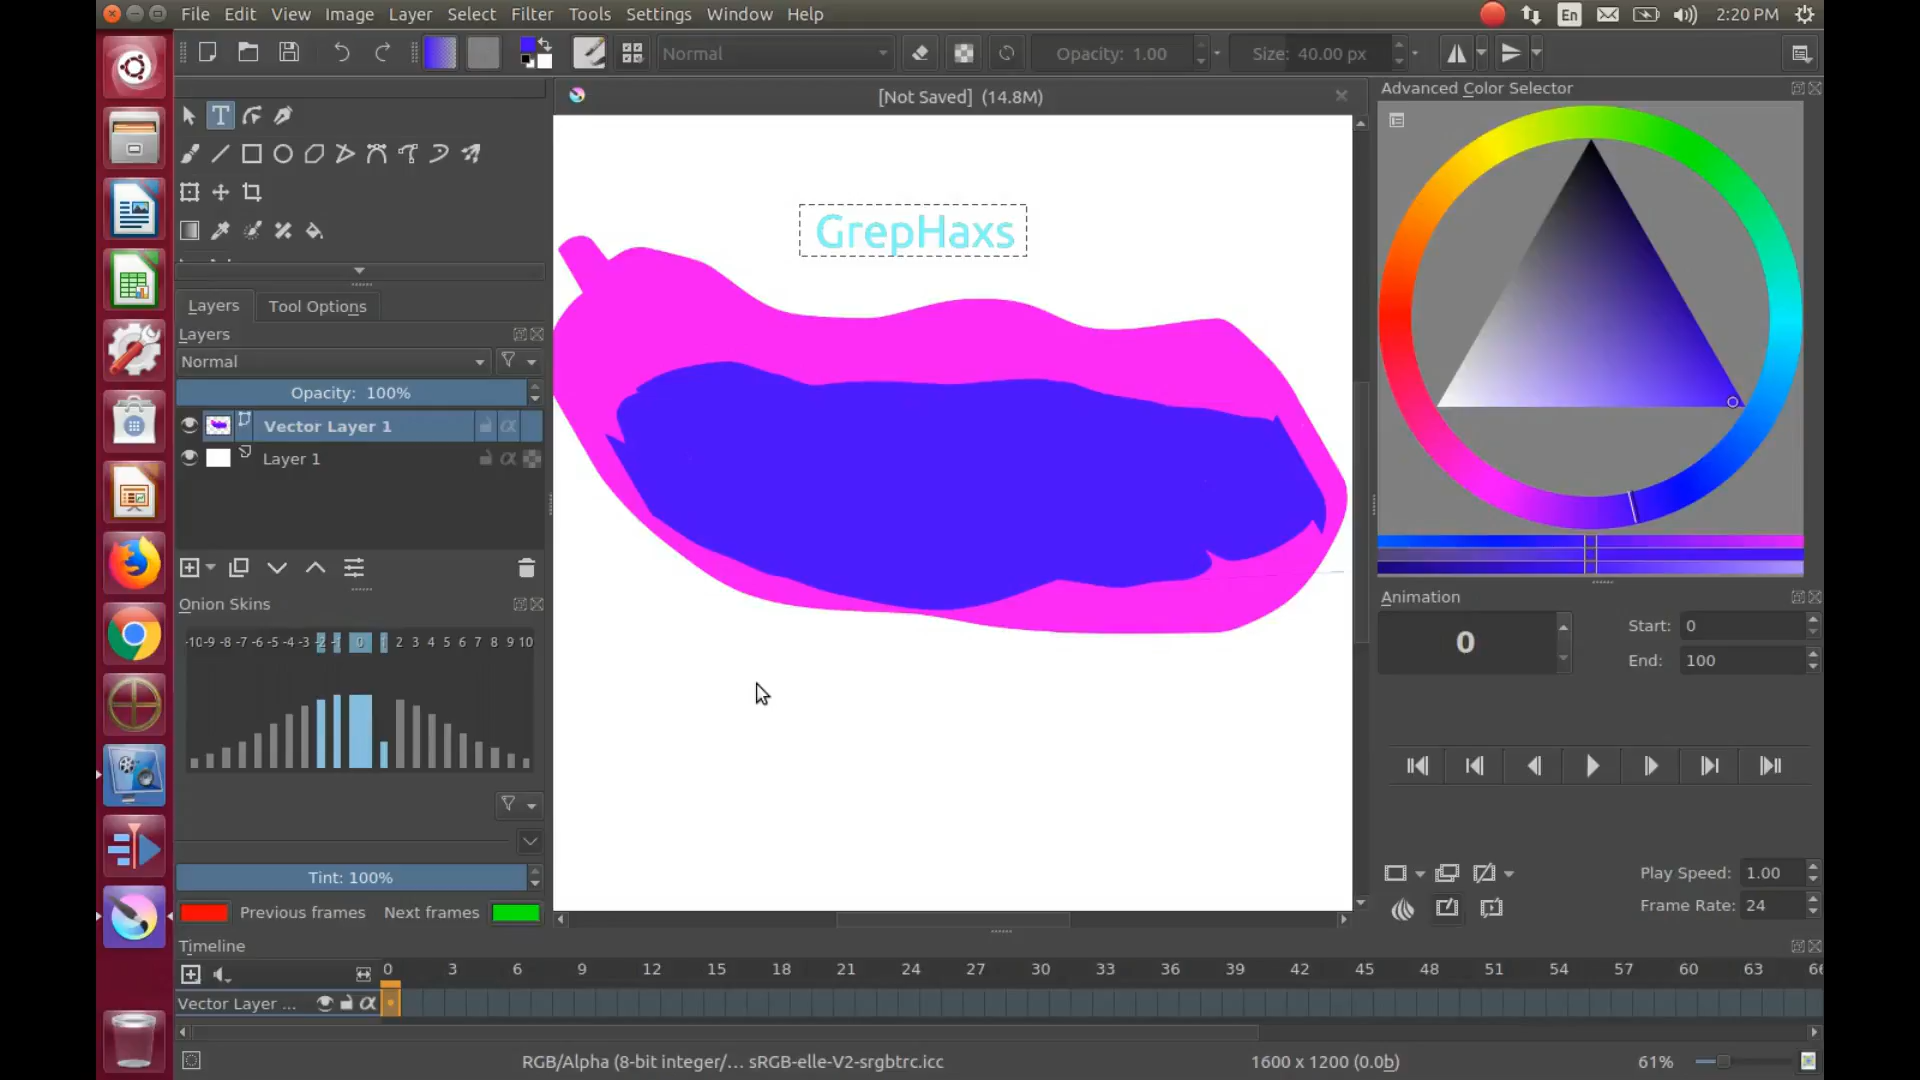 File Edit View Image Layer Select Filter Tools Settings Window Help
En 2:20 PM
Normal Opacity: 1.00 Size: 40.00 px
[Not Saved] (14.8M)
Advanced Color Selector
GrepHaxs
Layers Tool Options
Layers
Normal
Opacity: 100%
Vector Layer 1
Layer 1
Onion Skins
-10 -9 -8 -7 -6 -5 -4 -3 -2 -1 0 1 2 3 4 5 6 7 8 9 10
Tint: 100%
Previous frames Next frames
Animation
0 Start: 0
End: 100
Play Speed: 1.00
Frame Rate: 24
Timeline
0 3 6 9 12 15 18 21 24 27 30 33 36 39 42 45 48 51 54 57 60 63
Vector Layer ...
RGB/Alpha (8-bit integer/... sRGB-elle-V2-srgbtrc.icc 1600 x 1200 (0.0b) 61%